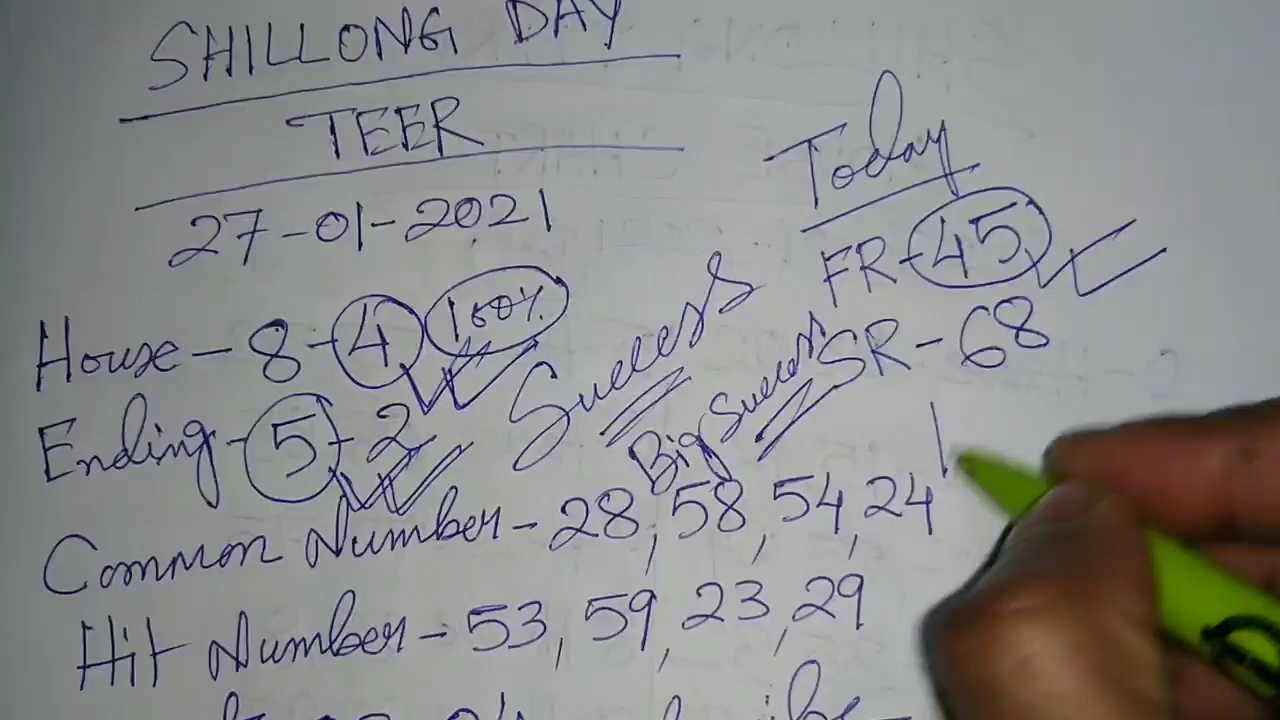 SHILLONG DAY
TEER
27-01-2021
Today
FR-45
SR-68
House-8-4 100%
Ending-5-2
Success
Big Success
Common Number-28, 58, 54, 24
Hit Number-53, 59, 23, 29